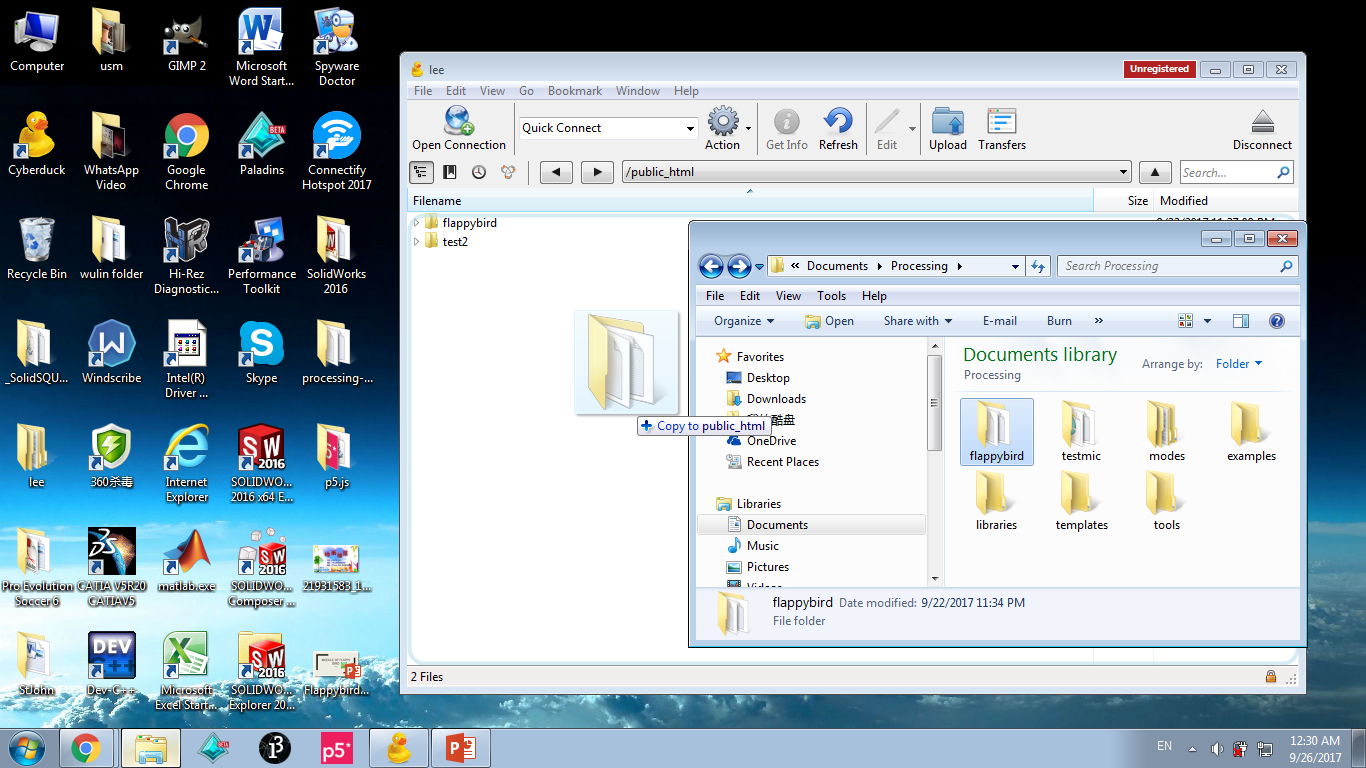 Computer
usm
GIMP 2
Microsoft
Word Start...
Spyware
Doctor
Cyberduck
WhatsApp
Video
Google
Chrome
BETA
Paladins
Connectify
Hotspot 2017
Recycle Bin
wulin folder
Hi-Rez
Diagnostic...
Performance
Toolkit
SolidWorks
2016
_SolidSQU...
Windscribe
Intel(R)
Driver ...
Skype
processing-...
lee
360杀毒
Internet
Explorer
SOLIDWO...
2016 x64 E...
p5.js
Pro Evolution
Soccer 6
CATIA V5R20
CATIAV5
matlab.exe
SOLIDWO...
Composer ...
21931583_1...
StJohn
DEV
Dev-C++
Microsoft
Excel Start...
SOLIDWO...
Explorer 20...
Flappybird...
lee
Unregistered
File Edit View Go Bookmark Window Help
Open Connection
Quick Connect
Action
Get Info
Refresh
Edit
Upload
Transfers
Disconnect
/public_html
Search...
Filename Size Modified
flappybird
test2
2 Files
Copy to public_html
« Documents Processing
Search Processing
File Edit View Tools Help
Organize Open Share with E-mail Burn »
Favorites
Desktop
Downloads
酷盘
OneDrive
Recent Places
Libraries
Documents
Music
Pictures
Documents library
Processing
Arrange by: Folder
flappybird testmic modes examples
libraries templates tools
flappybird Date modified: 9/22/2017 11:34 PM
File folder
p5*
EN
12:30 AM
9/26/2017